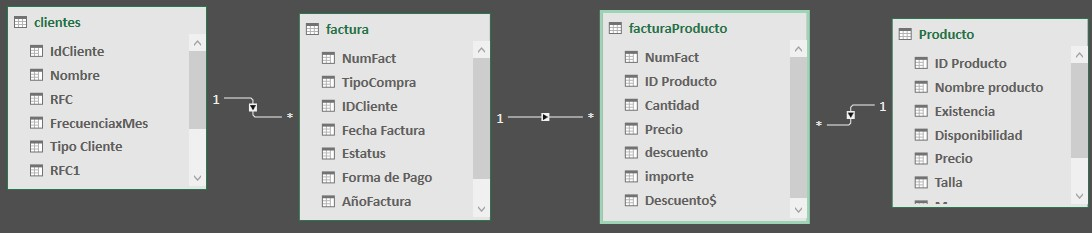 clientes
IdCliente
Nombre
RFC
FrecuenciaxMes
Tipo Cliente
RFC1
1
*
factura
NumFact
TipoCompra
IDCliente
Fecha Factura
Estatus
Forma de Pago
AñoFactura
1
*
facturaProducto
NumFact
ID Producto
Cantidad
Precio
descuento
importe
Descuento$
*
1
Producto
ID Producto
Nombre producto
Existencia
Disponibilidad
Precio
Talla